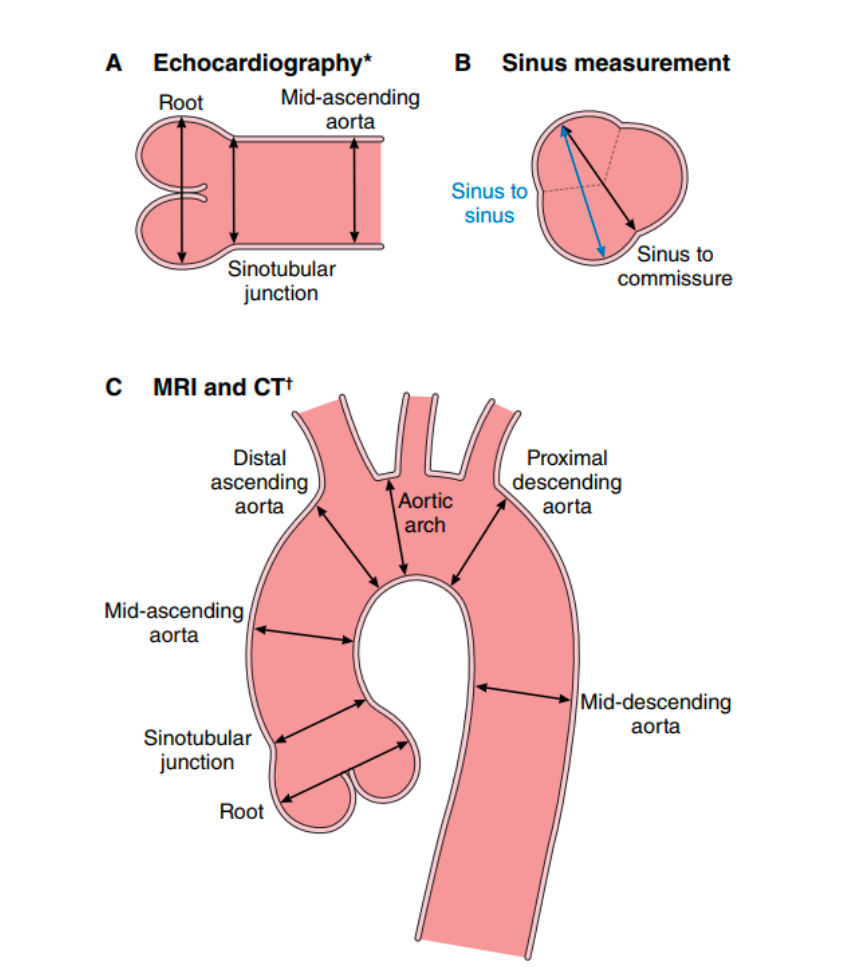 A Echocardiography*
Root
Mid-ascending
aorta
Sinotubular
junction
B Sinus measurement
Sinus to
sinus
Sinus to
commissure
C MRI and CT†
Distal
ascending
aorta
Aortic
arch
Proximal
descending
aorta
Mid-ascending
aorta
Mid-descending
aorta
Sinotubular
junction
Root